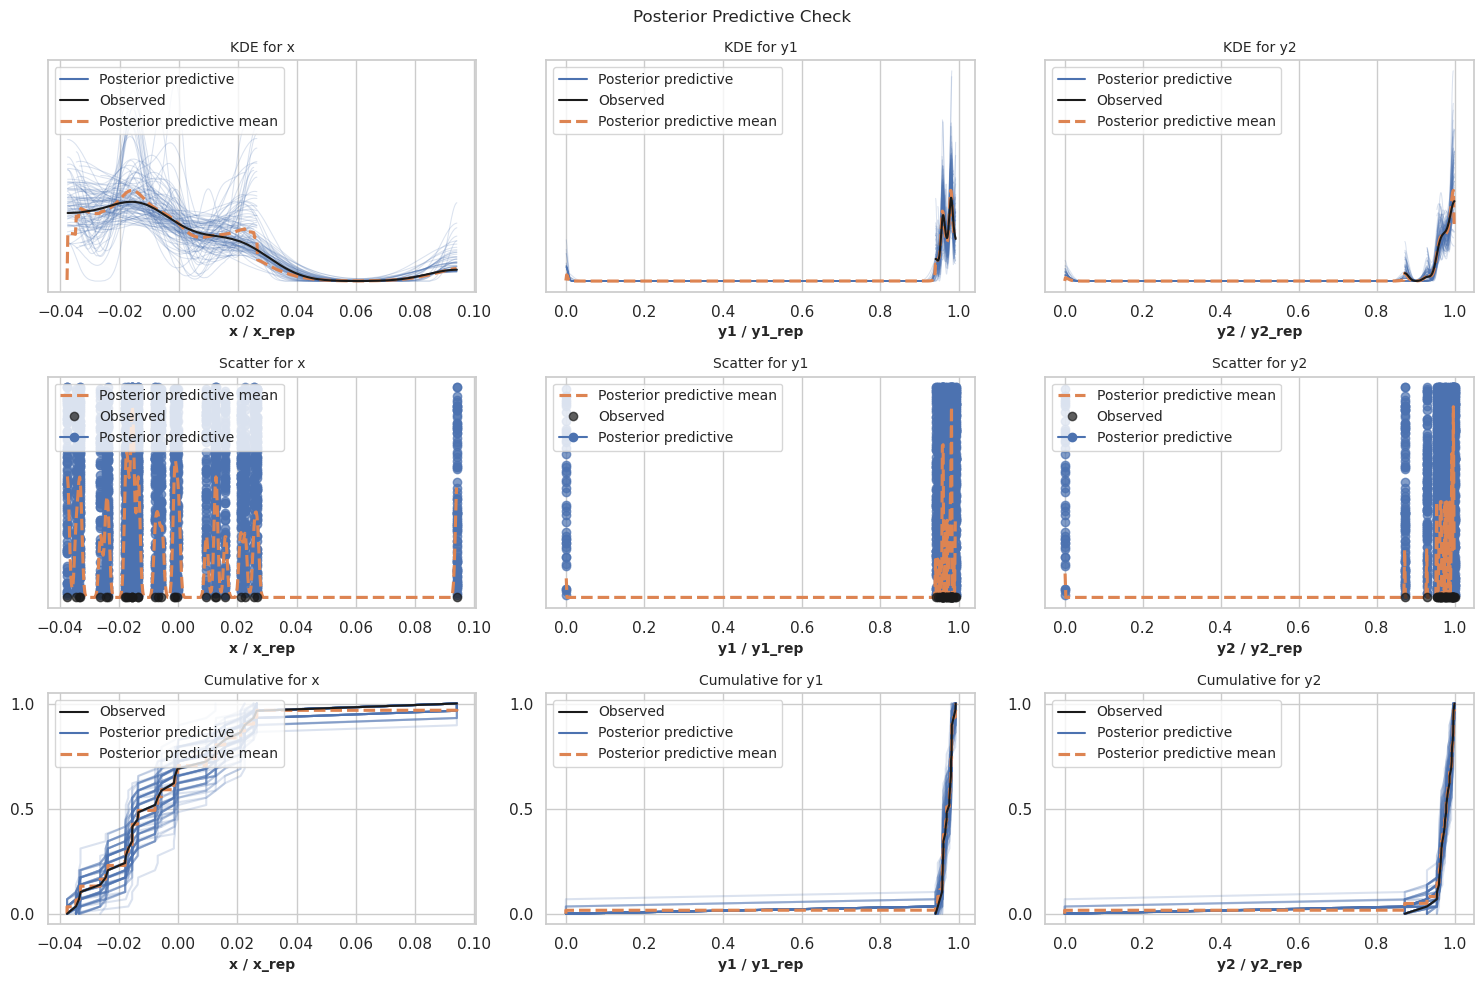 Posterior Predictive Check
KDE for x
Posterior predictive
Observed
Posterior predictive mean
−0.04 −0.02 0.00 0.02 0.04 0.06 0.08 0.10
x / x_rep
KDE for y1
Posterior predictive
Observed
Posterior predictive mean
0.0 0.2 0.4 0.6 0.8 1.0
y1 / y1_rep
KDE for y2
Posterior predictive
Observed
Posterior predictive mean
0.0 0.2 0.4 0.6 0.8 1.0
y2 / y2_rep
Scatter for x
Posterior predictive mean
Observed
Posterior predictive
−0.04 −0.02 0.00 0.02 0.04 0.06 0.08 0.10
x / x_rep
Scatter for y1
Posterior predictive mean
Observed
Posterior predictive
0.0 0.2 0.4 0.6 0.8 1.0
y1 / y1_rep
Scatter for y2
Posterior predictive mean
Observed
Posterior predictive
0.0 0.2 0.4 0.6 0.8 1.0
y2 / y2_rep
Cumulative for x
1.0
0.5
0.0
Observed
Posterior predictive
Posterior predictive mean
−0.04 −0.02 0.00 0.02 0.04 0.06 0.08 0.10
x / x_rep
Cumulative for y1
1.0
0.5
0.0
Observed
Posterior predictive
Posterior predictive mean
0.0 0.2 0.4 0.6 0.8 1.0
y1 / y1_rep
Cumulative for y2
1.0
0.5
0.0
Observed
Posterior predictive
Posterior predictive mean
0.0 0.2 0.4 0.6 0.8 1.0
y2 / y2_rep